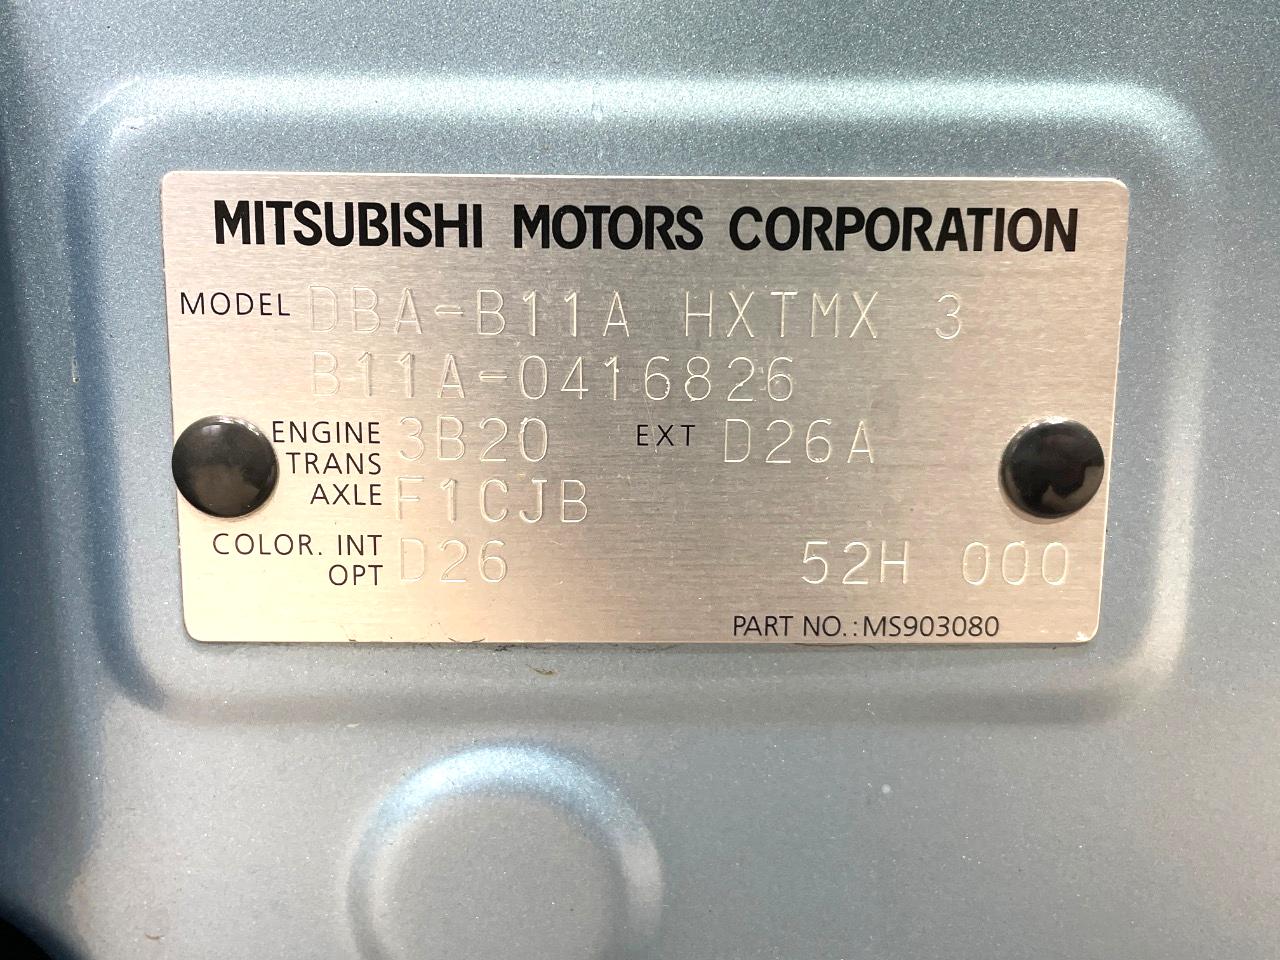 MITSUBISHI MOTORS CORPORATION
MODEL DBA-B11A HXTMX 3
B11A-0416826
ENGINE 3B20 EXT D26A
TRANS
AXLE F1CJB
COLOR. INT D26 52H 000
OPT
PART NO.: MS903080